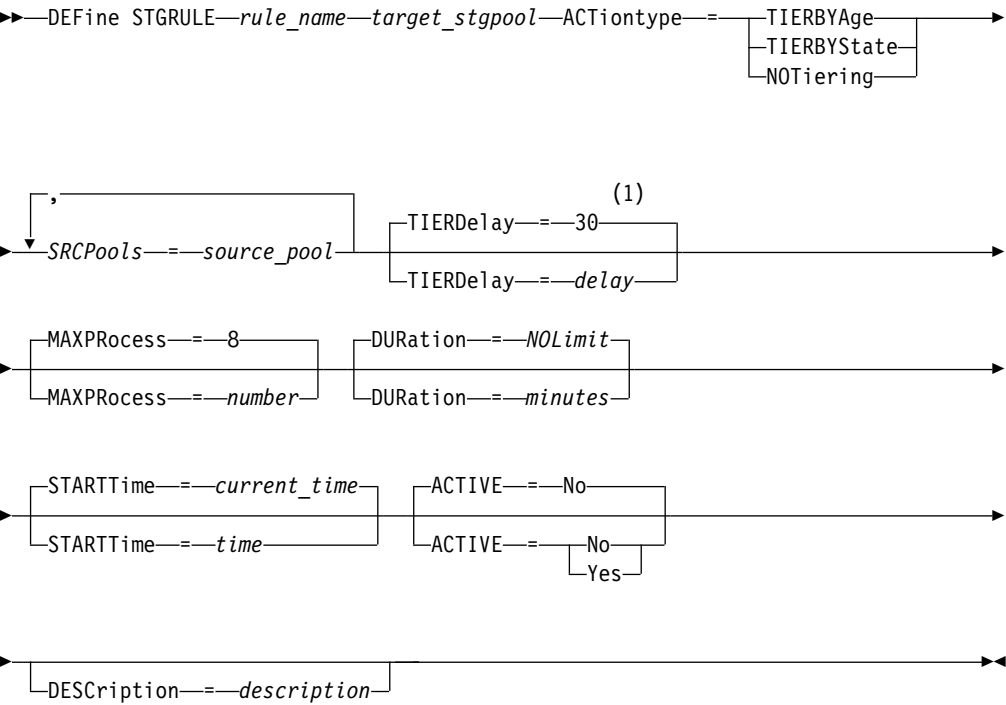 DEFine STGRULE rule_name target_stgpool ACTiontype = TIERBYAge
TIERBYState
NOTiering
,
(1)
TIERDelay = 30
SRCPools = source_pool
TIERDelay = delay
MAXPRocess = 8 DURation = NOLimit
MAXPRocess = number DURation = minutes
STARTTime = current_time ACTIVE = No
STARTTime = time ACTIVE = No
Yes
DESCription = description